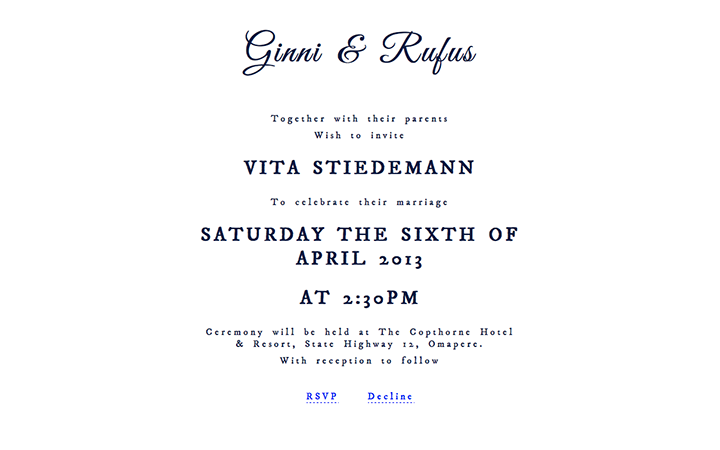 Ginni & Rufus
Together with their parents
Wish to invite
VITA STIEDEMANN
To celebrate their marriage
SATURDAY THE SIXTH OF
APRIL 2013
AT 2:30PM
Ceremony will be held at The Copthorne Hotel
& Resort, State Highway 12, Omapere.
With reception to follow
RSVP Decline